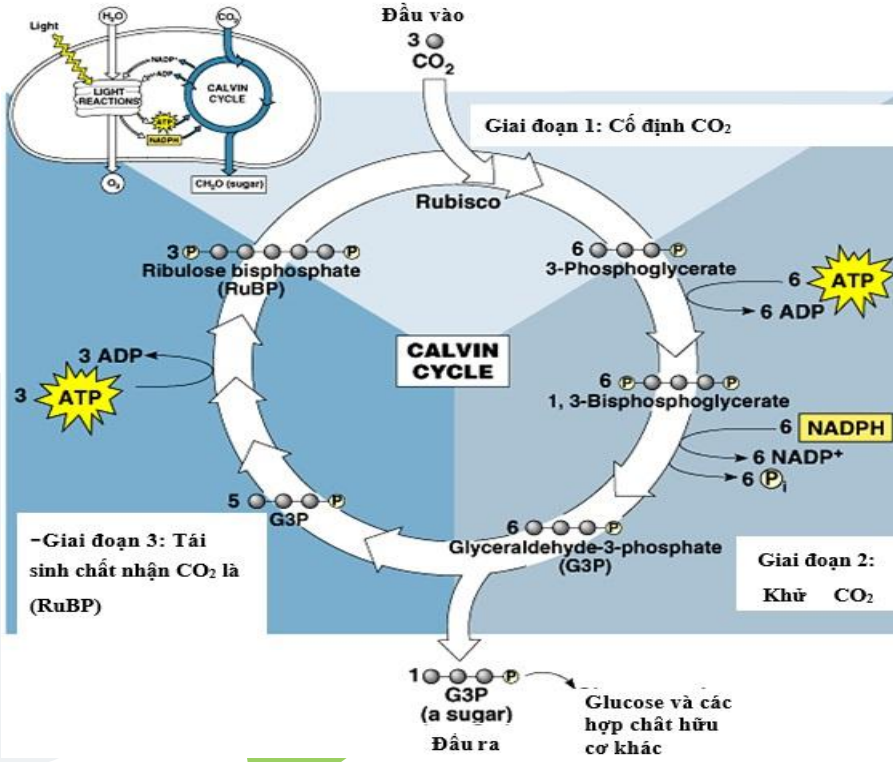 Light
H₂O
CO₂
NADP⁺
ADP
LIGHT
REACTIONS
CALVIN
CYCLE
ATP
NADPH
O₂
CH₂O (sugar)
Đầu vào
3
CO₂
Giai đoạn 1: Cố định CO₂
Rubisco
3 P P
Ribulose bisphosphate
(RuBP)
6 P
3-Phosphoglycerate
6 ATP
6 ADP
CALVIN
CYCLE
3 ADP
3 ATP
6 P P
1, 3-Bisphosphoglycerate
6 NADPH
6 NADP⁺
6 Pi
5 P
G3P
6 P
Glyceraldehyde-3-phosphate
(G3P)
-Giai đoạn 3: Tái
sinh chất nhận CO₂ là
(RuBP)
Giai đoạn 2:
Khử CO₂
1 P
G3P
(a sugar)
Đầu ra
Glucose và các
hợp chât hữu
cơ khác